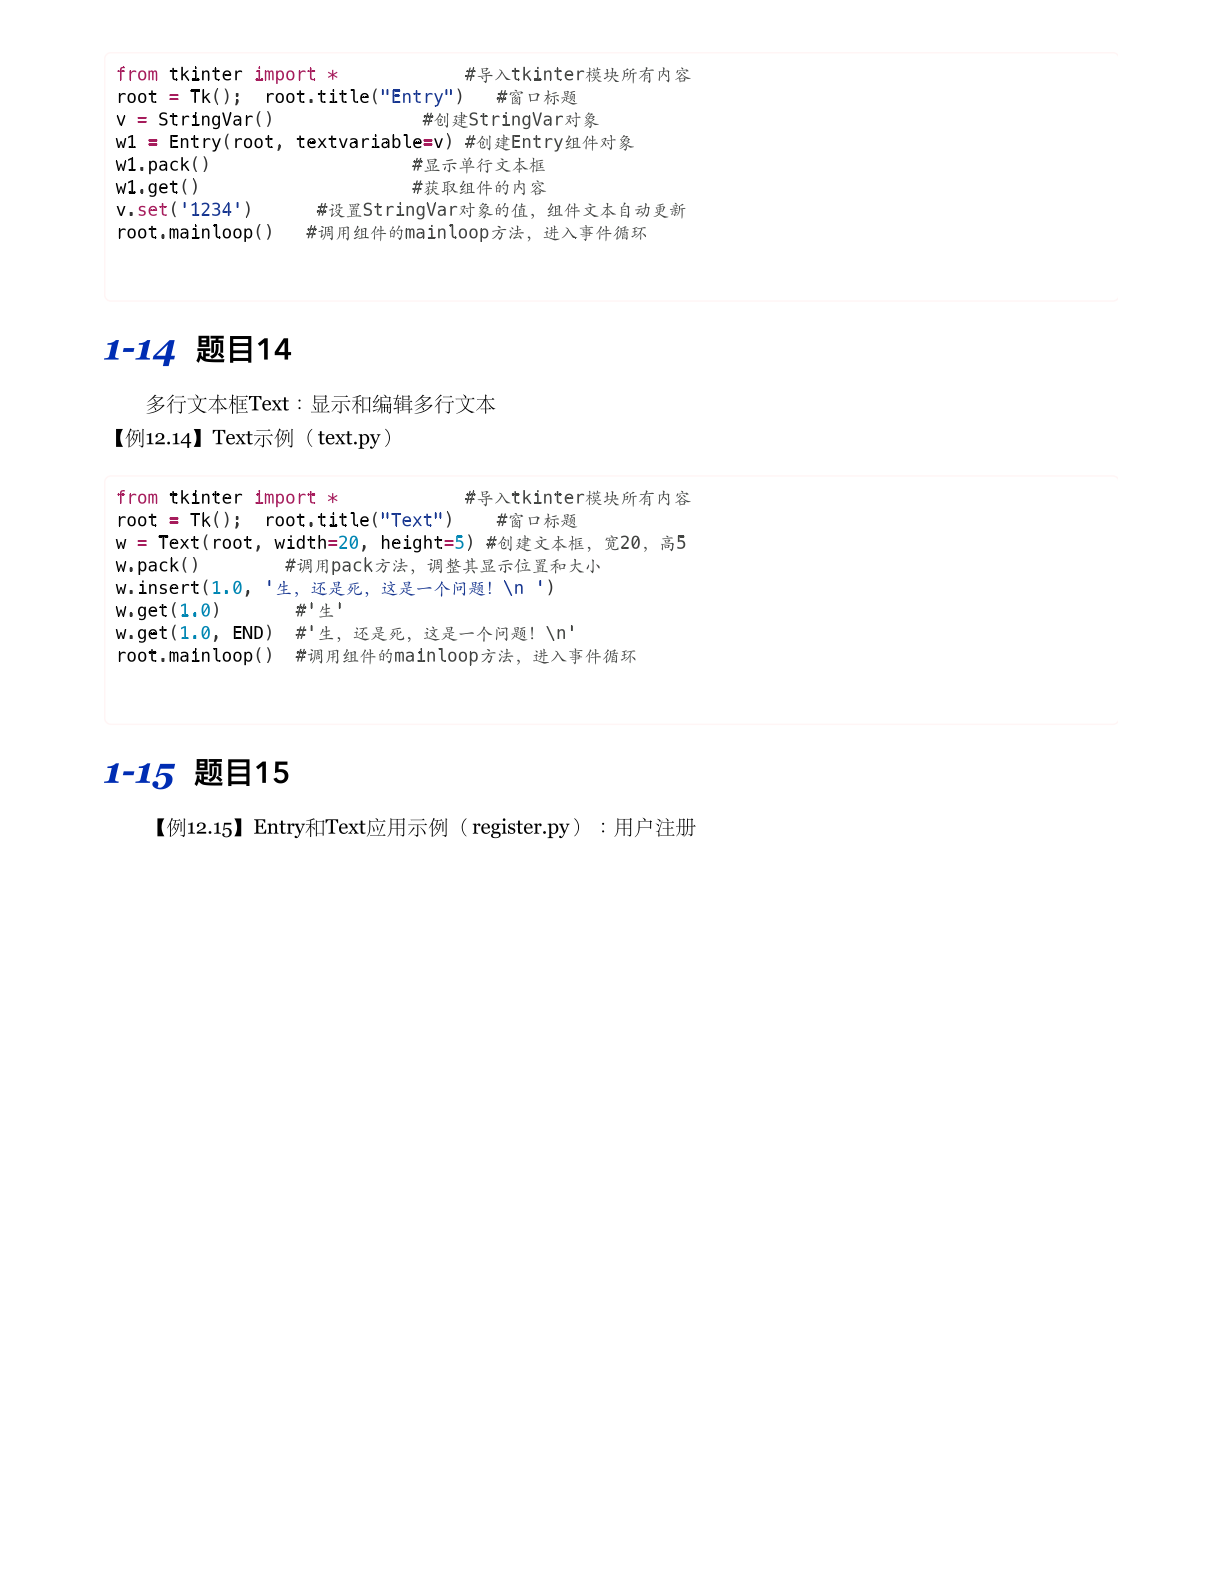 from tkinter import *            #导入tkinter模块所有内容
root = Tk();  root.title("Entry")   #窗口标题
v = StringVar()              #创建StringVar对象
w1 = Entry(root, textvariable=v) #创建Entry组件对象
w1.pack()                   #显示单行文本框
w1.get()                    #获取组件的内容
v.set('1234')      #设置StringVar对象的值，组件文本自动更新
root.mainloop()   #调用组件的mainloop方法，进入事件循环
1-14 题目14
多行文本框Text：显示和编辑多行文本
【例12.14】Text示例（text.py）
from tkinter import *            #导入tkinter模块所有内容
root = Tk();  root.title("Text")    #窗口标题
w = Text(root, width=20, height=5) #创建文本框，宽20，高5
w.pack()        #调用pack方法，调整其显示位置和大小
w.insert(1.0, '生，还是死，这是一个问题！\n ')
w.get(1.0)       #'生'
w.get(1.0, END)  #'生，还是死，这是一个问题！\n'
root.mainloop()  #调用组件的mainloop方法，进入事件循环
1-15 题目15
【例12.15】Entry和Text应用示例（register.py）：用户注册